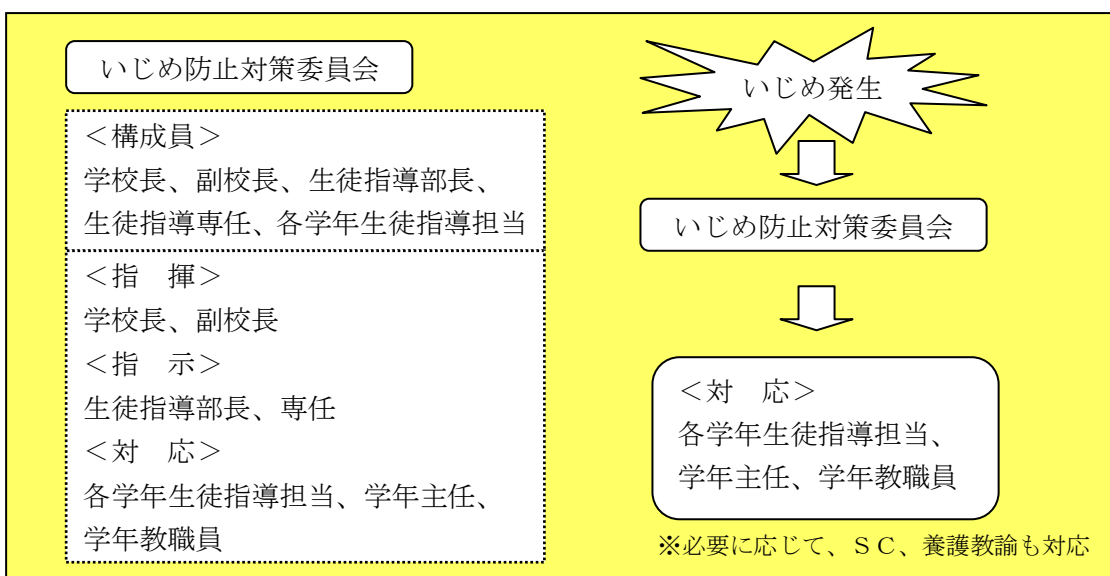 いじめ防止対策委員会
＜構成員＞
学校長、副校長、生徒指導部長、
生徒指導専任、各学年生徒指導担当
＜指　揮＞
学校長、副校長
＜指　示＞
生徒指導部長、専任
＜対　応＞
各学年生徒指導担当、学年主任、
学年教職員
いじめ発生
いじめ防止対策委員会
＜対　応＞
各学年生徒指導担当、
学年主任、学年教職員
※必要に応じて、ＳＣ、養護教諭も対応